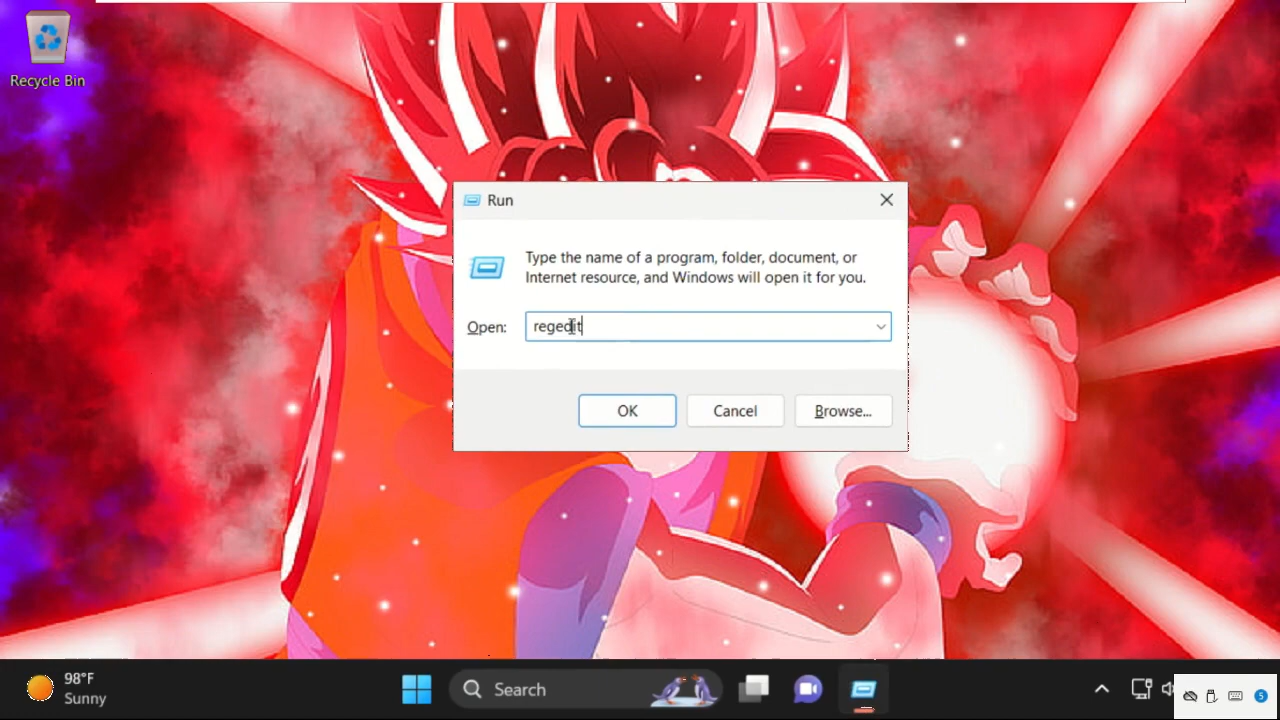 Recycle Bin
Run
Type the name of a program, folder, document, or
Internet resource, and Windows will open it for you.
Open:
regedit
OK
Cancel
Browse...
98°F
Sunny
Search
5